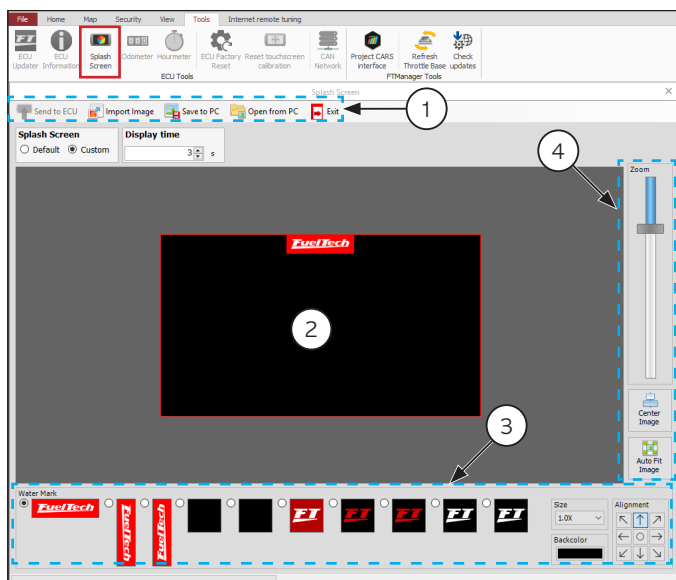 File Home Map Security View Tools Internet remote tuning
FT
ECU Updater
ECU Information
Splash Screen
Odometer
Hourmeter
ECU Factory Reset
Reset touchscreen calibration
CAN Network
Project CARS interface
Refresh Throttle Base
Check updates
ECU Tools
FTManager Tools
Splash Screen
Send to ECU Import Image Save to PC Open from PC Exit
1
Splash Screen
Default Custom
Display time
3 s
4
Zoom
FuelTech
2
Center
Image
3
Auto Fit
Image
Water Mark
FuelTech
FuelTech
FuelTech
FT
FT
FT
FT
FT
Size
1.0X
Backcolor
Alignment